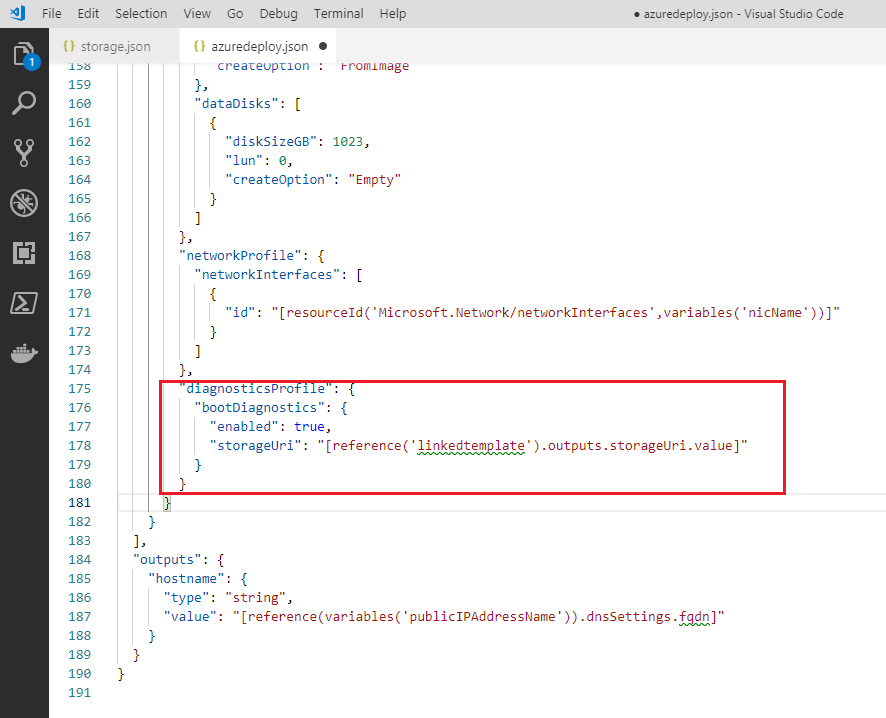 File Edit Selection View Go Debug Terminal Help ● azuredeploy.json - Visual Studio Code
{} storage.json {} azuredeploy.json ●
1
158 "createOption": "FromImage
159 },
160 "dataDisks": [
161 {
162 "diskSizeGB": 1023,
163 "lun": 0,
164 "createOption": "Empty"
165 }
166 ]
167 },
168 "networkProfile": {
169 "networkInterfaces": [
170 {
171 "id": "[resourceId('Microsoft.Network/networkInterfaces',variables('nicName'))]"
172 }
173 ]
174 },
175 "diagnosticsProfile": {
176 "bootDiagnostics": {
177 "enabled": true,
178 "storageUri": "[reference('linkedtemplate').outputs.storageUri.value]"
179 }
180 }
181 }
182 }
183 ],
184 "outputs": {
185 "hostname": {
186 "type": "string",
187 "value": "[reference(variables('publicIPAddressName')).dnsSettings.fqdn]"
188 }
189 }
190 }
191